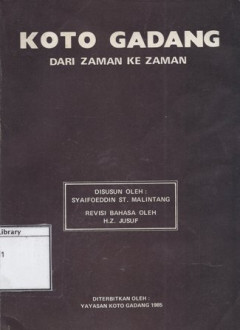 KOTO GADANG
DARI ZAMAN KE ZAMAN
DISUSUN OLEH :
SYAIFOEDDIN ST. MALINTANG
REVISI BAHASA OLEH
H.Z. JUSUF
Library
1
DITERBITKAN OLEH :
YAYASAN KOTO GADANG 1985